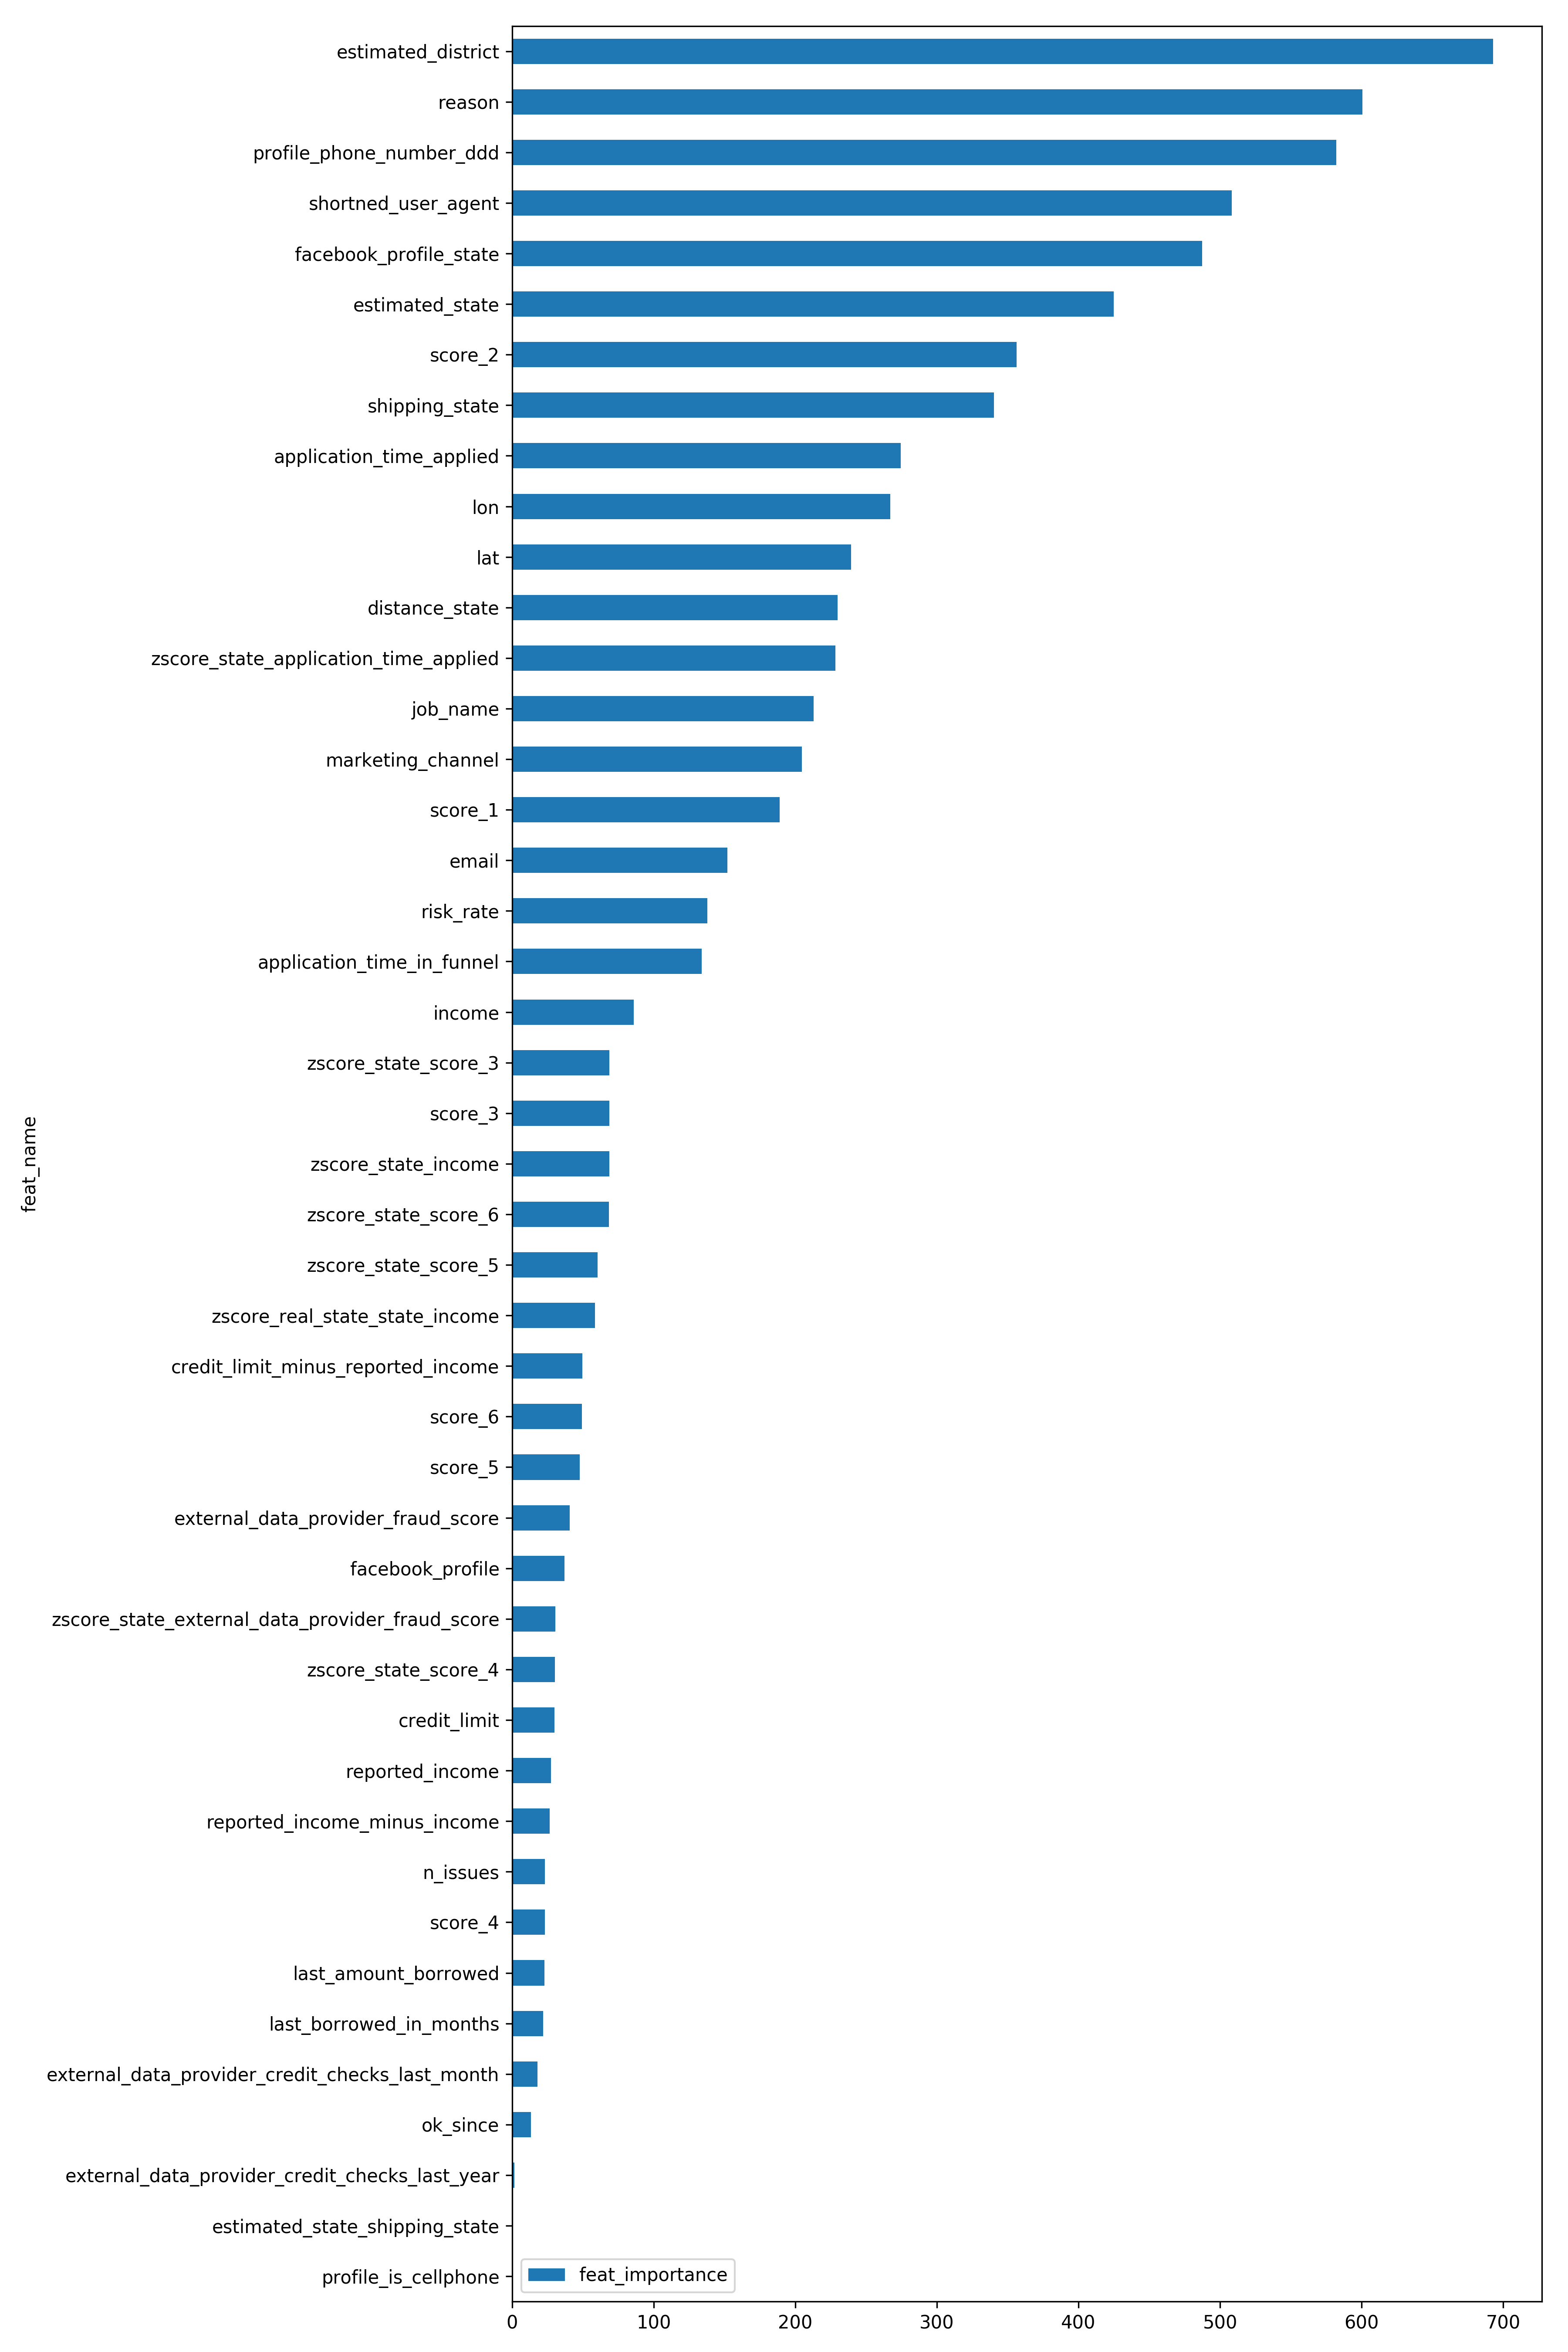 estimated_district
reason
profile_phone_number_ddd
shortned_user_agent
facebook_profile_state
estimated_state
score_2
shipping_state
application_time_applied
lon
lat
distance_state
zscore_state_application_time_applied
job_name
marketing_channel
score_1
email
risk_rate
application_time_in_funnel
income
zscore_state_score_3
score_3
zscore_state_income
zscore_state_score_6
zscore_state_score_5
zscore_real_state_state_income
credit_limit_minus_reported_income
score_6
score_5
external_data_provider_fraud_score
facebook_profile
zscore_state_external_data_provider_fraud_score
zscore_state_score_4
credit_limit
reported_income
reported_income_minus_income
n_issues
score_4
last_amount_borrowed
last_borrowed_in_months
external_data_provider_credit_checks_last_month
ok_since
external_data_provider_credit_checks_last_year
estimated_state_shipping_state
profile_is_cellphone
feat_name
feat_importance
0 100 200 300 400 500 600 700